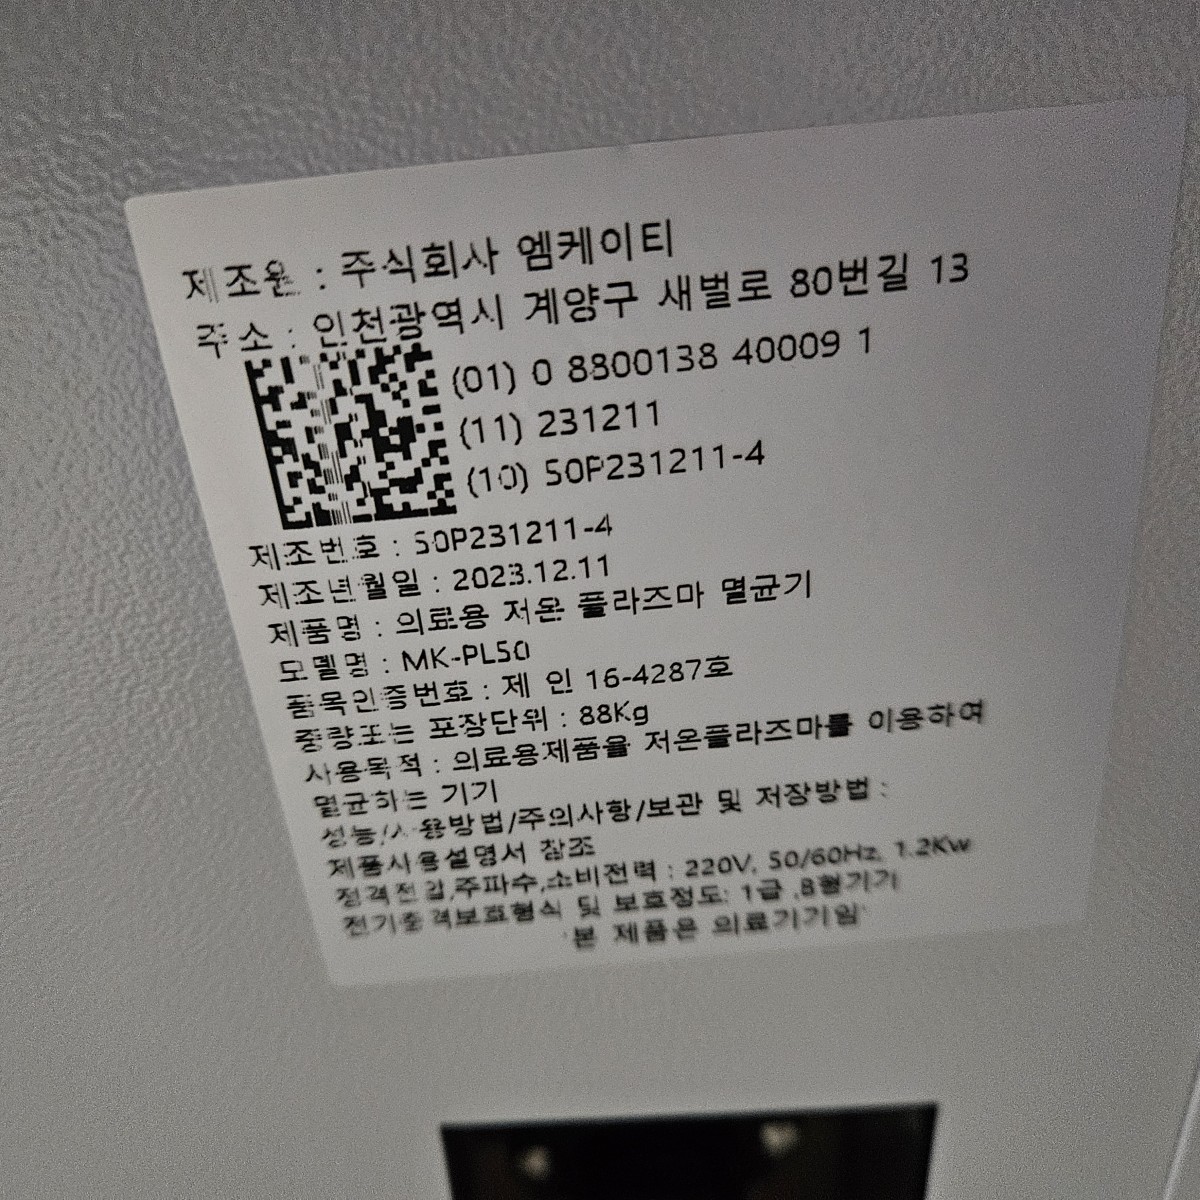 제조원 : 주식회사 엠케이티
주 소 : 인천광역시 계양구 새벌로 80번길 13
(01) 0 8800138 40009 1
(11) 231211
(10) 50P231211-4
제조번호 : 50P231211-4
제조년월일 : 2023.12.11
제품명 : 의료용 저온 플라즈마 멸균기
모델명 : MK-PL50
품목인증번호 : 제 인 16-4287호
중량또는 포장단위 : 88Kg
사용목적 : 의료용제품을 저온플라즈마를 이용하여
멸균하는 기기
성능/사용방법/주의사항/보관 및 저장방법 :
제품사용설명서 참조
정격전압,주파수,소비전력 : 220V, 50/60Hz, 1.2Kw
전기충격보호형식 및 보호정도: 1급 ,B형기기
본 제품은 의료기기임